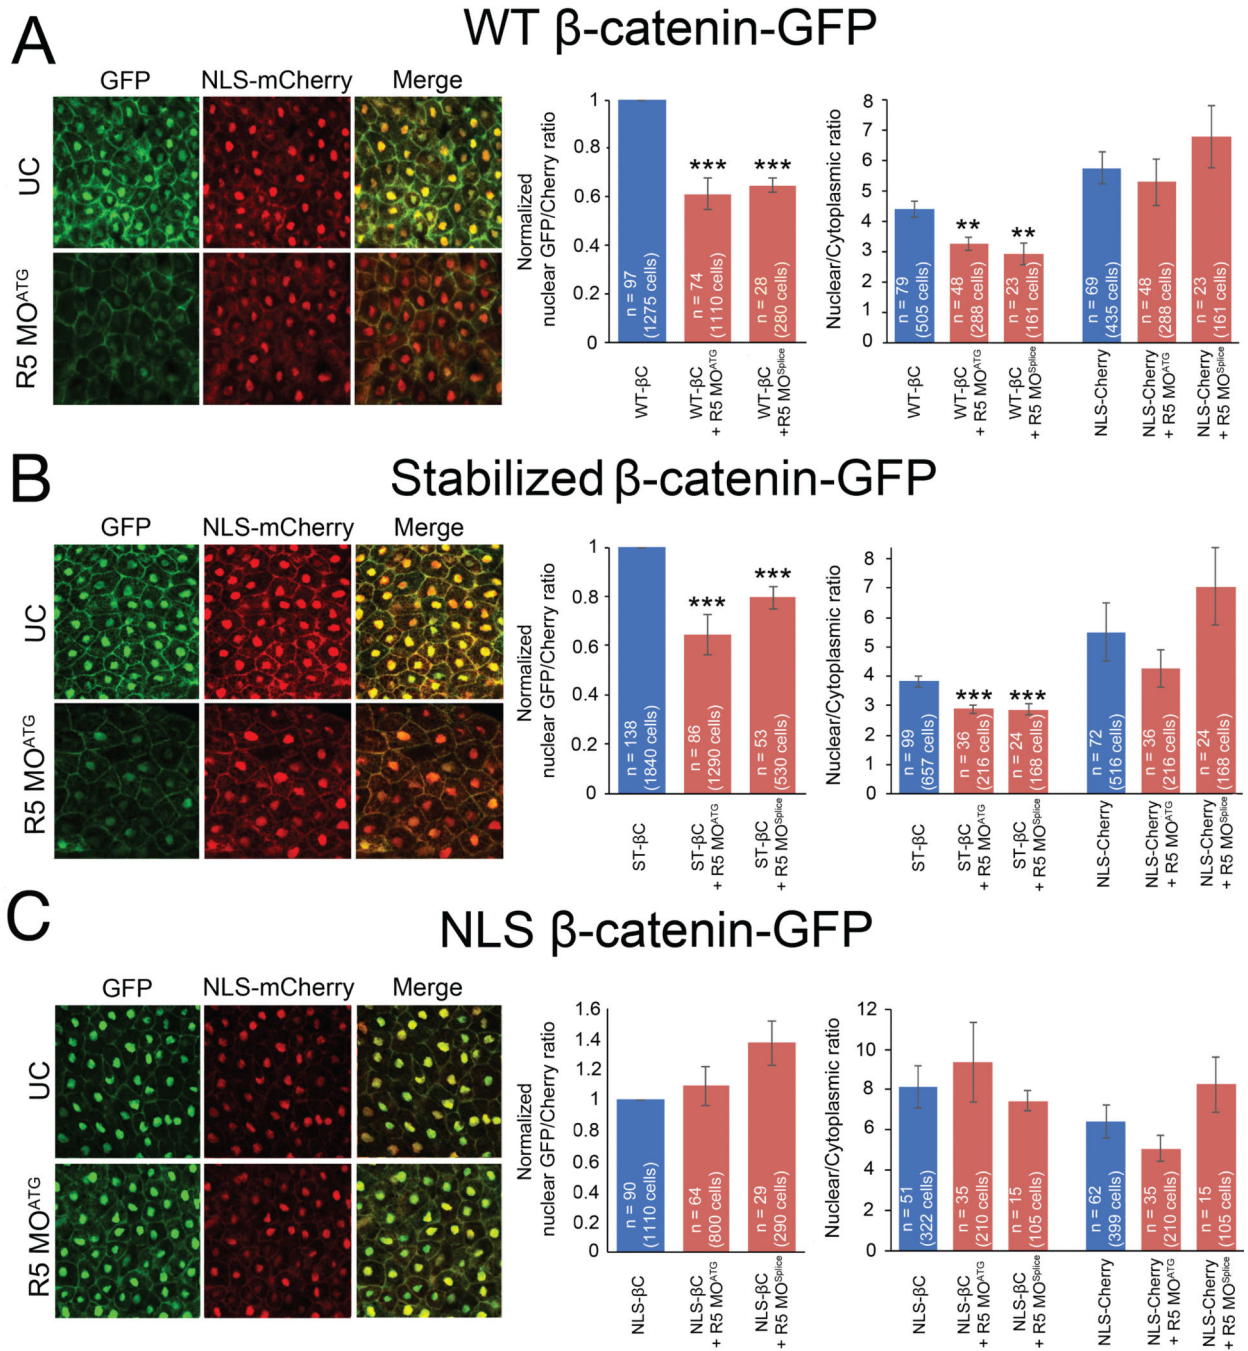 A
WT β-catenin-GFP
GFP
NLS-mCherry
Merge
UC
R5 MO^ATG
Normalized
nuclear GFP/Cherry ratio
1
0.8
0.6
0.4
0.2
0
***
***
n = 97
(1275 cells)
n = 74
(1110 cells)
n = 28
(280 cells)
WT-βC
WT-βC
+ R5 MO^ATG
WT-βC
+R5 MO^Splice
Nuclear/Cytoplasmic ratio
8
7
6
5
4
3
2
1
0
**
**
n = 79
(505 cells)
n = 48
(288 cells)
n = 23
(161 cells)
n = 69
(435 cells)
n = 48
(288 cells)
n = 23
(161 cells)
WT-βC
WT-βC
+ R5 MO^ATG
WT-βC
+ R5 MO^Splice
NLS-Cherry
NLS-Cherry
+ R5 MO^ATG
NLS-Cherry
+ R5 MO^Splice
B
Stabilized β-catenin-GFP
GFP
NLS-mCherry
Merge
UC
R5 MO^ATG
Normalized
nuclear GFP/Cherry ratio
1
0.8
0.6
0.4
0.2
0
***
***
n = 138
(1840 cells)
n = 86
(1290 cells)
n = 53
(530 cells)
ST-βC
ST-βC
+ R5 MO^ATG
ST-βC
+ R5 MO^Splice
Nuclear/Cytoplasmic ratio
8
7
6
5
4
3
2
1
0
***
***
n = 99
(657 cells)
n = 36
(216 cells)
n = 24
(168 cells)
n = 72
(516 cells)
n = 36
(216 cells)
n = 24
(168 cells)
ST-βC
ST-βC
+ R5 MO^ATG
ST-βC
+ R5 MO^Splice
NLS-Cherry
NLS-Cherry
+ R5 MO^ATG
NLS-Cherry
+ R5 MO^Splice
C
NLS β-catenin-GFP
GFP
NLS-mCherry
Merge
UC
R5 MO^ATG
Normalized
nuclear GFP/Cherry ratio
1.6
1.4
1.2
1
0.8
0.6
0.4
0.2
0
n = 90
(1110 cells)
n = 64
(800 cells)
n = 29
(290 cells)
NLS-βC
NLS-βC
+ R5 MO^ATG
NLS-βC
+ R5 MO^Splice
Nuclear/Cytoplasmic ratio
12
10
8
6
4
2
0
n = 51
(322 cells)
n = 35
(210 cells)
n = 15
(105 cells)
n = 62
(399 cells)
n = 35
(210 cells)
n = 15
(105 cells)
NLS-βC
NLS-βC
+ R5 MO^ATG
NLS-βC
+ R5 MO^Splice
NLS-Cherry
NLS-Cherry
+ R5 MO^ATG
NLS-Cherry
+ R5 MO^Splice